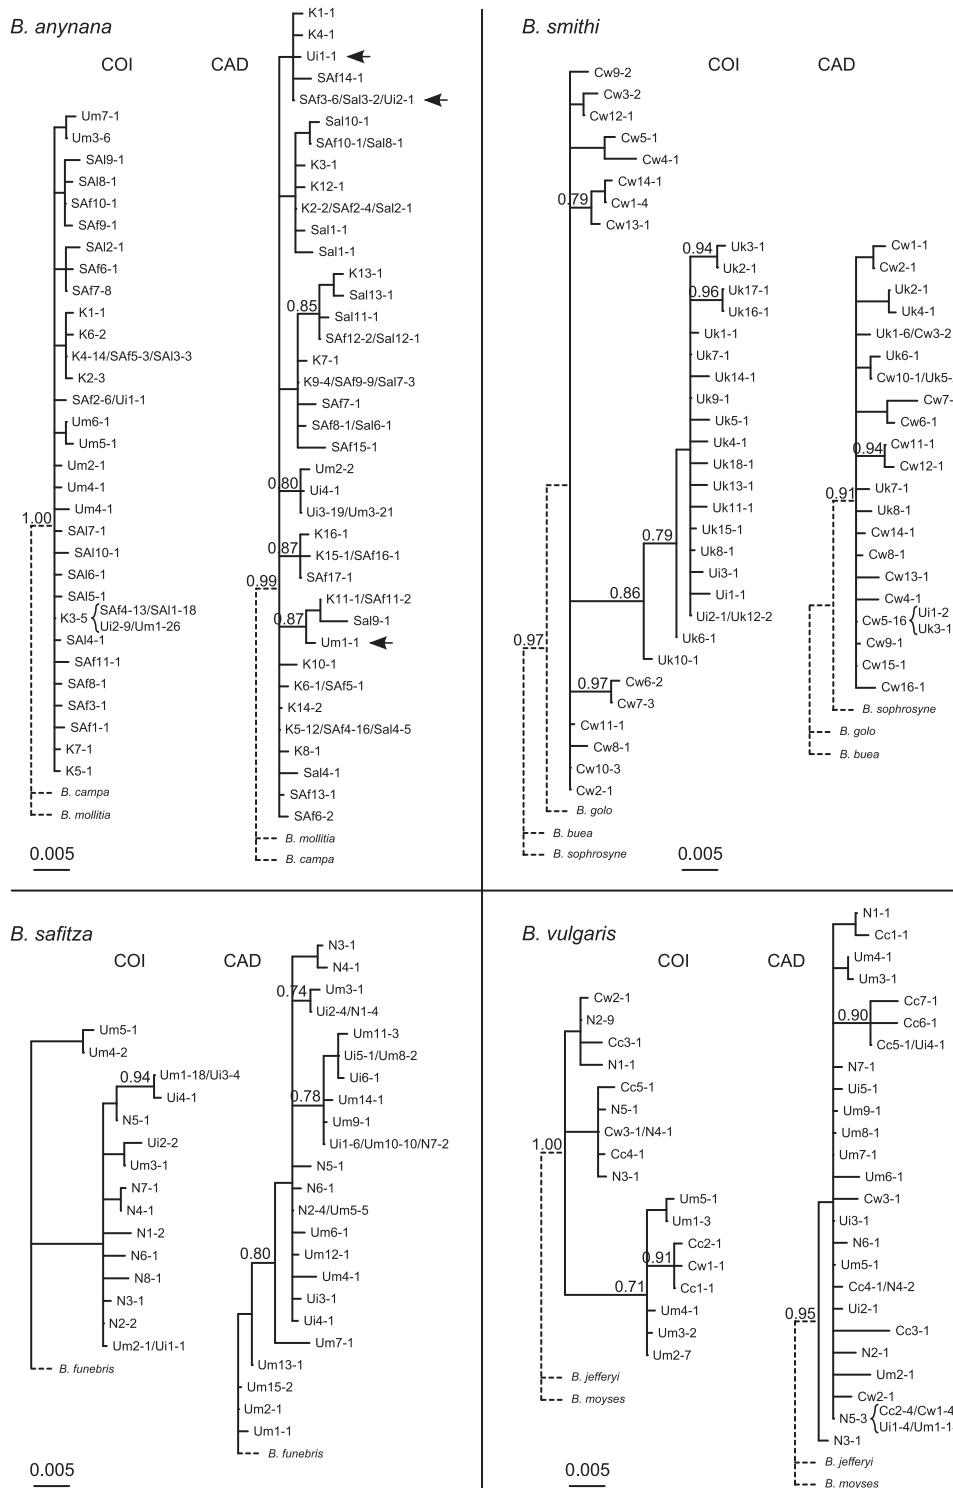 B. anynana
COI
CAD
Um7-1
Um3-6
SAl9-1
SAl8-1
SAf10-1
SAf9-1
SAl2-1
SAf6-1
SAf7-8
K1-1
K6-2
K4-14/SAf5-3/SAl3-3
K2-3
SAf2-6/Ui1-1
Um6-1
Um5-1
Um2-1
Um4-1
Um4-1
1.00
SAl7-1
SAl10-1
SAl6-1
SAl5-1
K3-5
SAf4-13/SAl1-18
Ui2-9/Um1-26
SAl4-1
SAf11-1
SAf8-1
SAf3-1
SAf1-1
K7-1
K5-1
B. campa
B. mollitia
0.005
K1-1
K4-1
Ui1-1
SAf14-1
SAf3-6/Sal3-2/Ui2-1
Sal10-1
SAf10-1/Sal8-1
K3-1
K12-1
K2-2/SAf2-4/Sal2-1
Sal1-1
Sal1-1
K13-1
Sal13-1
0.85
Sal11-1
SAf12-2/Sal12-1
K7-1
K9-4/SAf9-9/Sal7-3
SAf7-1
SAf8-1/Sal6-1
SAf15-1
Um2-2
0.80
Ui4-1
Ui3-19/Um3-21
K16-1
0.87
K15-1/SAf16-1
SAf17-1
0.99
K11-1/SAf11-2
0.87
Sal9-1
Um1-1
K10-1
K6-1/SAf5-1
K14-2
K5-12/SAf4-16/Sal4-5
K8-1
Sal4-1
SAf13-1
SAf6-2
B. mollitia
B. campa
B. smithi
COI
CAD
Cw9-2
Cw3-2
Cw12-1
Cw5-1
Cw4-1
Cw14-1
0.79
Cw1-4
Cw13-1
0.94
Uk3-1
Uk2-1
0.96
Uk17-1
Uk16-1
Uk1-1
Uk7-1
Uk14-1
Uk9-1
Uk5-1
Uk4-1
Uk18-1
Uk13-1
Uk11-1
0.79
Uk15-1
Uk8-1
Ui3-1
0.86
Ui1-1
Ui2-1/Uk12-2
Uk6-1
Uk10-1
0.97
0.97
Cw6-2
Cw7-3
Cw11-1
Cw8-1
Cw10-3
Cw2-1
B. golo
B. buea
B. sophrosyne
0.005
Cw1-1
Cw2-1
Uk2-1
Uk4-1
Uk1-6/Cw3-2
Uk6-1
Cw10-1/Uk5-
Cw7-
Cw6-1
0.94
Cw11-1
Cw12-1
0.91
Uk7-1
Uk8-1
Cw14-1
Cw8-1
Cw13-1
Cw4-1
Cw5-16
Ui1-2
Uk3-1
Cw9-1
Cw15-1
Cw16-1
B. sophrosyne
B. golo
B. buea
B. safitza
COI
CAD
Um5-1
Um4-2
0.94
Um1-18/Ui3-4
Ui4-1
N5-1
Ui2-2
Um3-1
N7-1
N4-1
N1-2
N6-1
N8-1
N3-1
N2-2
Um2-1/Ui1-1
B. funebris
0.005
N3-1
N4-1
0.74
Um3-1
Ui2-4/N1-4
Um11-3
Ui5-1/Um8-2
Ui6-1
0.78
Um14-1
Um9-1
Ui1-6/Um10-10/N7-2
N5-1
N6-1
N2-4/Um5-5
Um6-1
0.80
Um12-1
Um4-1
Ui3-1
Ui4-1
Um7-1
Um13-1
Um15-2
Um2-1
Um1-1
B. funebris
B. vulgaris
COI
CAD
Cw2-1
N2-9
Cc3-1
N1-1
Cc5-1
N5-1
Cw3-1/N4-1
1.00
Cc4-1
N3-1
Um5-1
Um1-3
Cc2-1
0.91
Cw1-1
0.71
Cc1-1
Um4-1
Um3-2
Um2-7
B. jefferyi
B. moyses
0.005
N1-1
Cc1-1
Um4-1
Um3-1
Cc7-1
0.90
Cc6-1
Cc5-1/Ui4-1
N7-1
Ui5-1
Um9-1
Um8-1
Um7-1
Um6-1
Cw3-1
Ui3-1
N6-1
Um5-1
Cc4-1/N4-2
0.95
Ui2-1
Cc3-1
N2-1
Um2-1
Cw2-1
N5-3
Cc2-4/Cw1-4
Ui1-4/Um1-1
N3-1
B. jefferyi
B. moyses